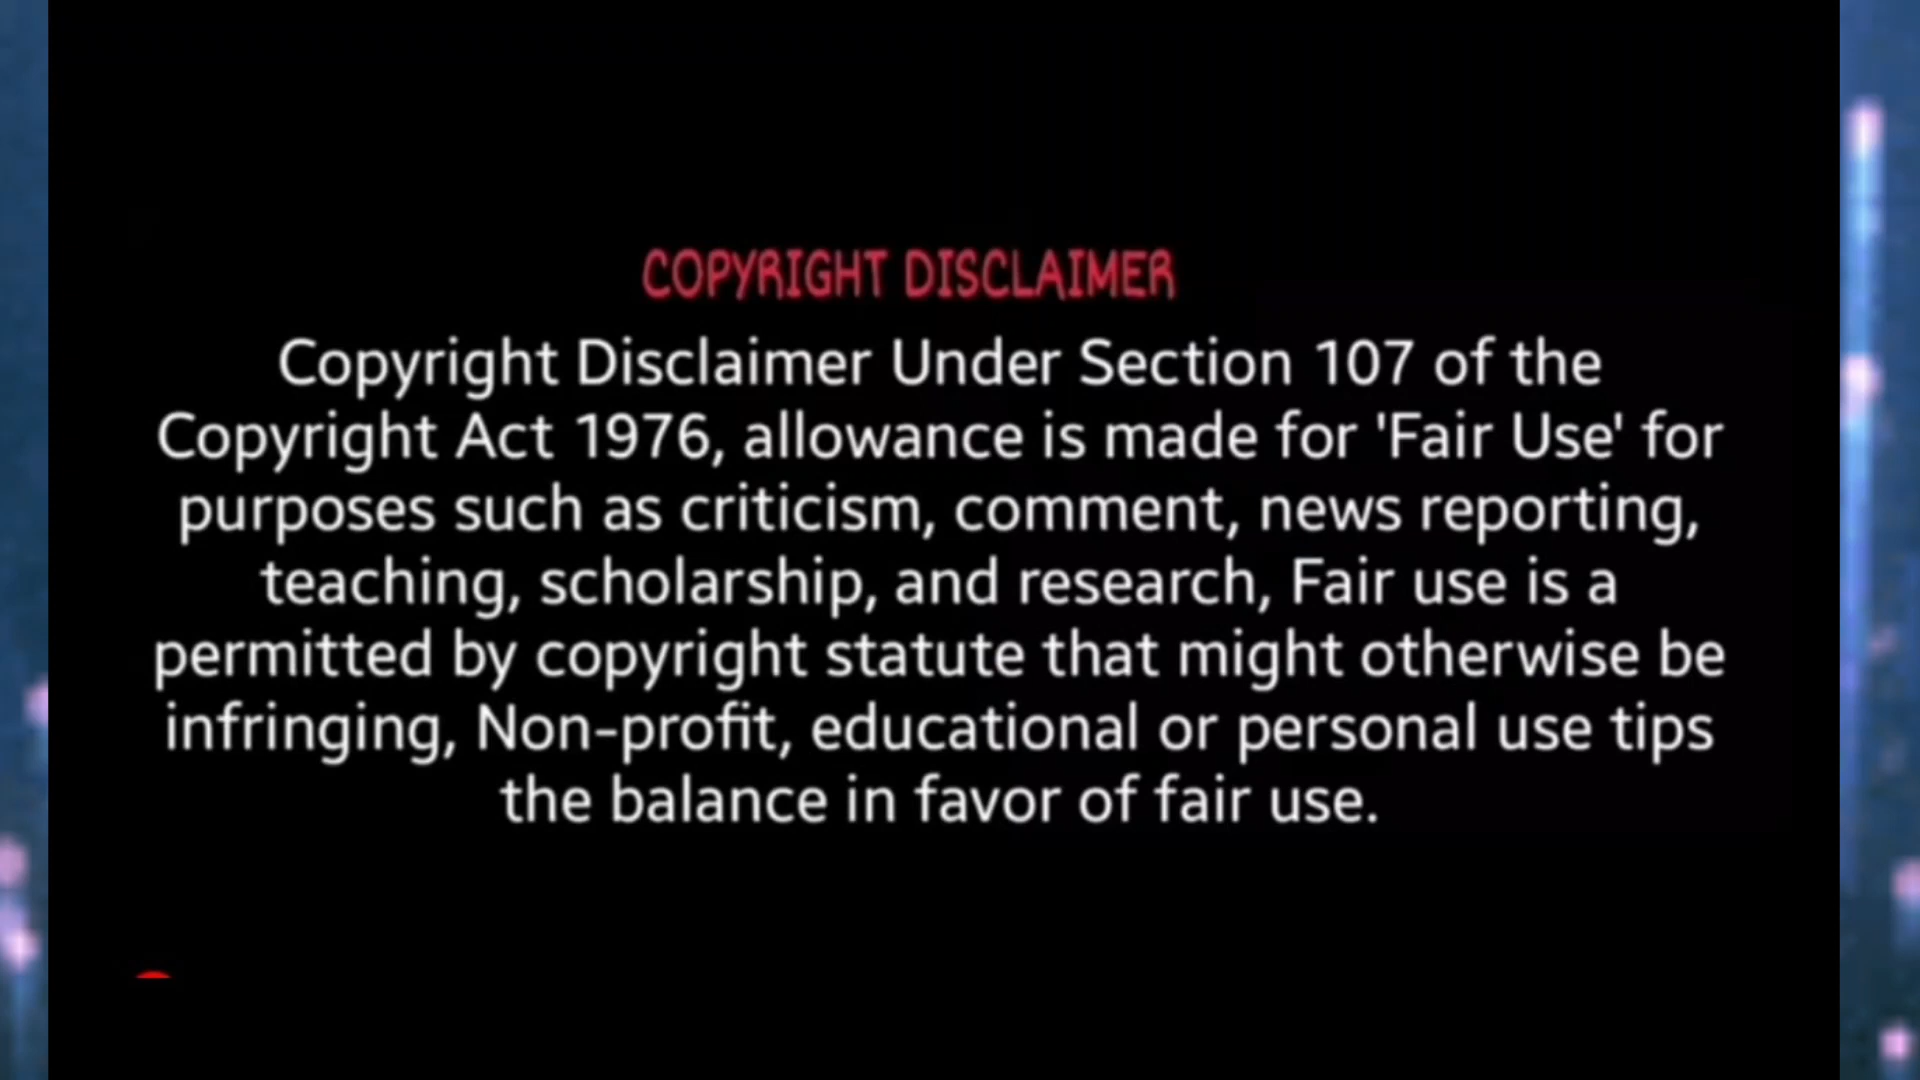 COPYRIGHT DISCLAIMER
Copyright Disclaimer Under Section 107 of the
Copyright Act 1976, allowance is made for 'Fair Use' for
purposes such as criticism, comment, news reporting,
teaching, scholarship, and research, Fair use is a
permitted by copyright statute that might otherwise be
infringing, Non-profit, educational or personal use tips
the balance in favor of fair use.